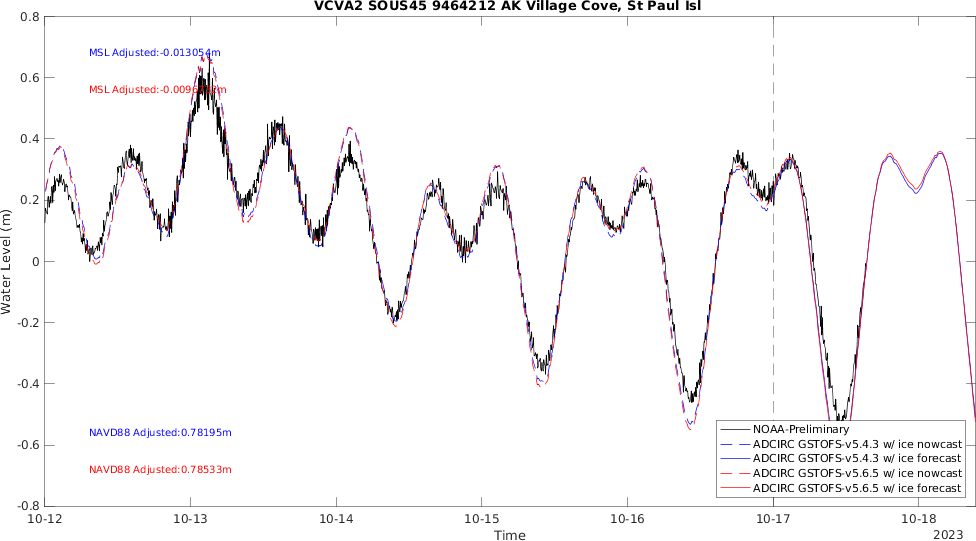 VCVA2 SOUS45 9464212 AK Village Cove, St Paul Isl
0.8
0.6
0.4
0.2
0
-0.2
-0.4
-0.6
-0.8
Water Level (m)
MSL Adjusted:-0.013054m
MSL
NAVD88 Adjusted:0.78195m
NAVD88 Adjusted:0.78533m
NOAA-Preliminary
ADCIRC GSTOFS-v5.4.3 w/ ice nowcast
ADCIRC GSTOFS-v5.4.3 w/ ice forecast
ADCIRC GSTOFS-v5.6.5 w/ ice nowcast
ADCIRC GSTOFS-v5.6.5 w/ ice forecast
10-12 10-13 10-14 10-15 10-16 10-17 10-18
Time
2023